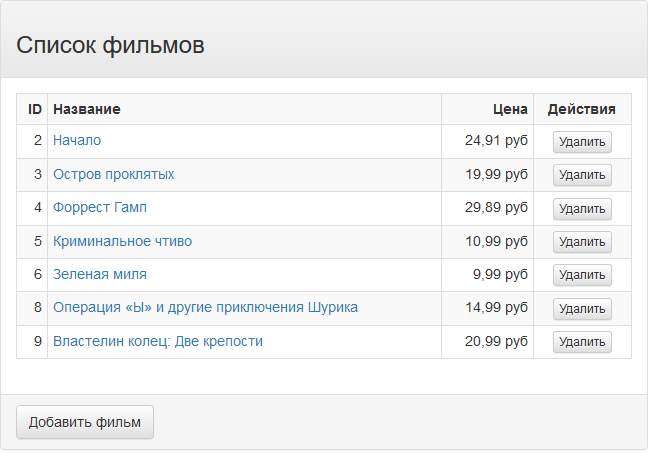 Список фильмов
ID Название Цена Действия
2 Начало 24,91 руб Удалить
3 Остров проклятых 19,99 руб Удалить
4 Форрест Гамп 29,89 руб Удалить
5 Криминальное чтиво 10,99 руб Удалить
6 Зеленая миля 9,99 руб Удалить
8 Операция «Ы» и другие приключения Шурика 14,99 руб Удалить
9 Властелин колец: Две крепости 20,99 руб Удалить
Добавить фильм